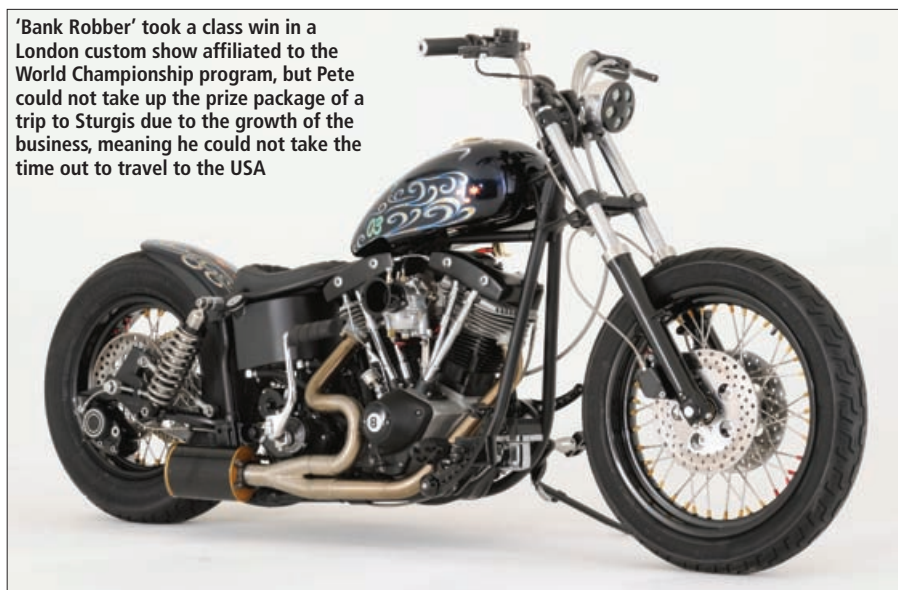 ‘Bank Robber’ took a class win in a
London custom show affiliated to the
World Championship program, but Pete
could not take up the prize package of a
trip to Sturgis due to the growth of the
business, meaning he could not take the
time out to travel to the USA